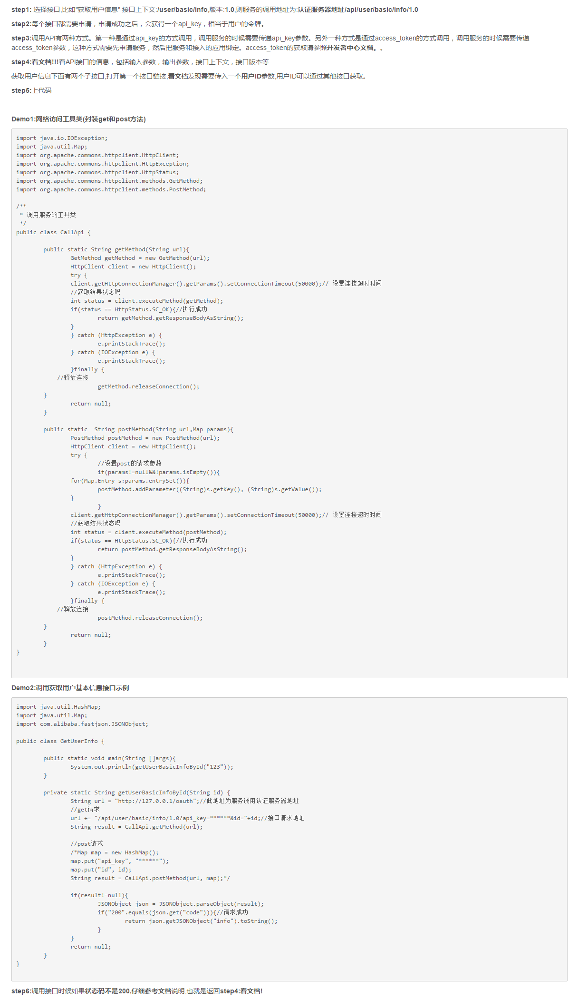 step1: 选择接口,比如"获取用户信息" 接口上下文:/user/basic/info,版本:1.0,则服务的调用地址为:认证服务器地址/api/user/basic/info/1.0
step2:每个接口都需要申请，申请成功之后，会获得一个api_key，相当于用户的令牌。
step3:调用API有两种方式。第一种是通过api_key的方式调用，调用服务的时候需要传递api_key参数。另外一种方式是通过access_token的方式调用，调用服务的时候需要传递
access_token参数，这种方式需要先申请服务，然后把服务和接入的应用绑定。access_token的获取请参照开发者中心文档。。
step4:看文档!!!看API接口的信息，包括输入参数，输出参数，接口上下文，接口版本等
获取用户信息下面有两个子接口,打开第一个接口链接,看文档发现需要传入一个用户ID参数,用户ID可以通过其他接口获取。
step5:上代码
Demo1:网络访问工具类(封装get和post方法)
import java.io.IOException;
import java.util.Map;
import org.apache.commons.httpclient.HttpClient;
import org.apache.commons.httpclient.HttpException;
import org.apache.commons.httpclient.HttpStatus;
import org.apache.commons.httpclient.methods.GetMethod;
import org.apache.commons.httpclient.methods.PostMethod;
/**
 * 调用服务的工具类
 */
public class CallApi {
        public static String getMethod(String url){
                GetMethod getMethod = new GetMethod(url);
                HttpClient client = new HttpClient();
                try {
                client.getHttpConnectionManager().getParams().setConnectionTimeout(50000);// 设置连接超时时间
                //获取结果状态吗
                int status = client.executeMethod(getMethod);
                if(status == HttpStatus.SC_OK){//执行成功
                        return getMethod.getResponseBodyAsString();
                }
                } catch (HttpException e) {
                        e.printStackTrace();
                } catch (IOException e) {
                        e.printStackTrace();
                }finally {
            //释放连接
                        getMethod.releaseConnection();
        }
                return null;
        }
        public static  String postMethod(String url,Map params){
                PostMethod postMethod = new PostMethod(url);
                HttpClient client = new HttpClient();
                try {
                        //设置post的请求参数
                        if(params!=null&&!params.isEmpty()){
                for(Map.Entry s:params.entrySet()){
                        postMethod.addParameter((String)s.getKey(), (String)s.getValue());
                }
                        }
                client.getHttpConnectionManager().getParams().setConnectionTimeout(50000);// 设置连接超时时间
                //获取结果状态吗
                int status = client.executeMethod(postMethod);
                if(status == HttpStatus.SC_OK){//执行成功
                        return postMethod.getResponseBodyAsString();
                }
                } catch (HttpException e) {
                        e.printStackTrace();
                } catch (IOException e) {
                        e.printStackTrace();
                }finally {
            //释放连接
                        postMethod.releaseConnection();
        }
                return null;
        }
}
Demo2:调用获取用户基本信息接口示例
import java.util.HashMap;
import java.util.Map;
import com.alibaba.fastjson.JSONObject;
public class GetUserInfo {
        public static void main(String []args){
                System.out.println(getUserBasicInfoById("123"));
        }
        private static String getUserBasicInfoById(String id) {
                String url = "http://127.0.0.1/oauth";//此地址为服务调用认证服务器地址
                //get请求
                url += "/api/user/basic/info/1.0?api_key=******&id="+id;//接口请求地址
                String result = CallApi.getMethod(url);
                //post请求
                /*Map map = new HashMap();
                map.put("api_key", "******");
                map.put("id", id);
                String result = CallApi.postMethod(url, map);*/
                if(result!=null){
                        JSONObject json = JSONObject.parseObject(result);
                        if("200".equals(json.get("code"))){//请求成功
                                return json.getJSONObject("info").toString();
                        }
                }
                return null;
        }
}
step6:调用接口时候如果状态码不是200,仔细参考文档说明,也就是返回step4:看文档!